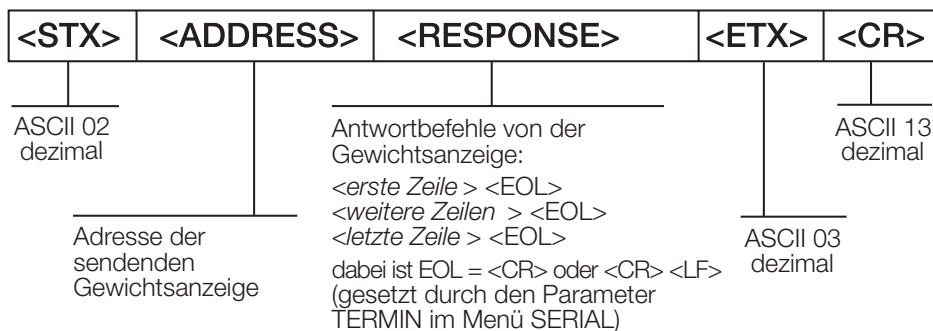 <STX> <ADDRESS> <RESPONSE> <ETX> <CR>
ASCII 02
dezimal
Adresse der
sendenden
Gewichtsanzeige
Antwortbefehle von der
Gewichtsanzeige:
<erste Zeile > <EOL>
<weitere Zeilen > <EOL>
<letzte Zeile > <EOL>
dabei ist EOL = <CR> oder <CR> <LF>
(gesetzt durch den Parameter
TERMIN im Menü SERIAL)
ASCII 03
dezimal
ASCII 13
dezimal